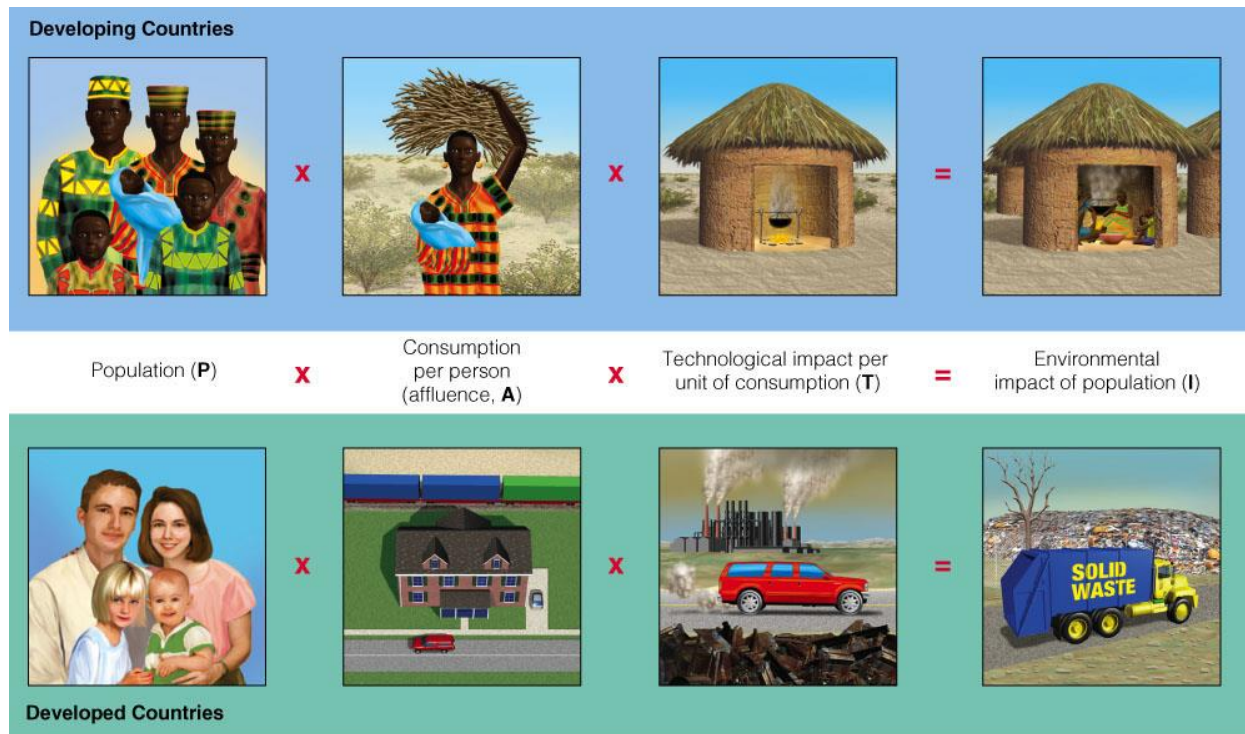 Developing Countries
x
x
=
Population (P)
x
Consumption
per person
(affluence, A)
x
Technological impact per
unit of consumption (T)
=
Environmental
impact of population (I)
x
x
=
SOLID
WASTE
Developed Countries